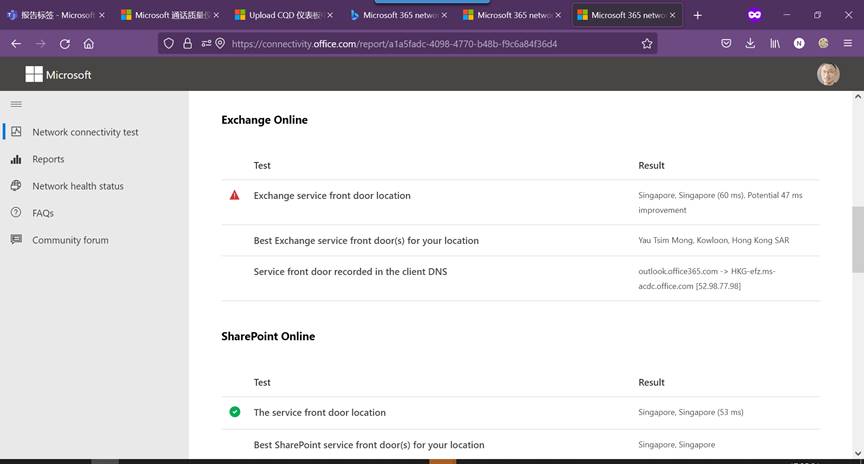 报告标签 - Microsoft
Microsoft 通话质量仪
Upload CQD 仪表板
Microsoft 365 netwo
Microsoft 365 netwo
Microsoft 365 netwo
https://connectivity.office.com/report/a1a5fadc-4098-4770-b48b-f9c6a84f36d4
N
Microsoft
Network connectivity test
Reports
Network health status
FAQs
Community forum
Exchange Online
Test Result
Exchange service front door location Singapore, Singapore (60 ms). Potential 47 ms
improvement
Best Exchange service front door(s) for your location Yau Tsim Mong, Kowloon, Hong Kong SAR
Service front door recorded in the client DNS outlook.office365.com -> HKG-efz.ms-
acdc.office.com [52.98.77.98]
SharePoint Online
Test Result
The service front door location Singapore, Singapore (53 ms)
Best SharePoint service front door(s) for your location Singapore, Singapore